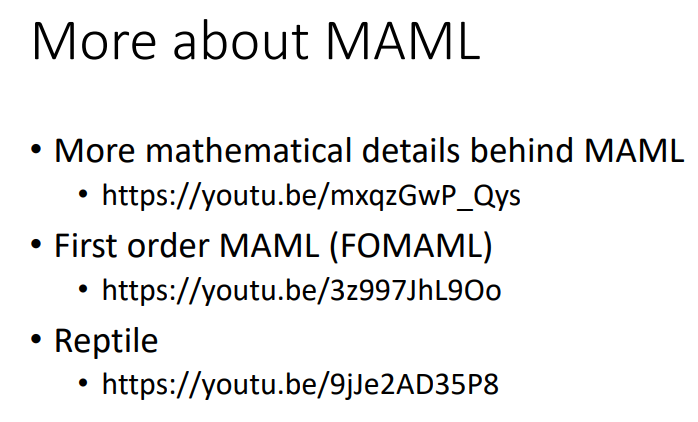 More about MAML
• More mathematical details behind MAML
• https://youtu.be/mxqzGwP_Qys
• First order MAML (FOMAML)
• https://youtu.be/3z997JhL9Oo
• Reptile
• https://youtu.be/9jJe2AD35P8